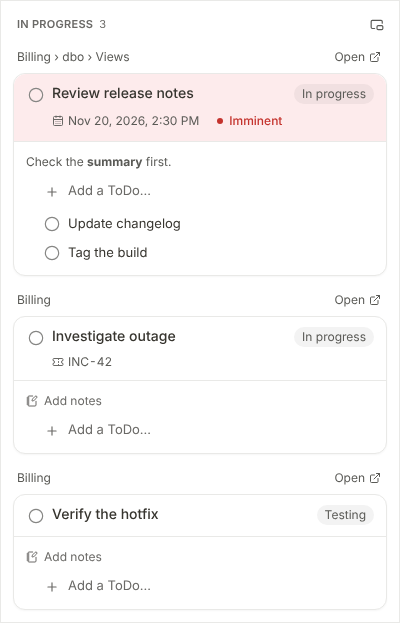 IN PROGRESS 3
Billing › dbo › Views Open
Review release notes In progress
Nov 20, 2026, 2:30 PM Imminent
Check the summary first.
Add a ToDo...
Update changelog
Tag the build
Billing Open
Investigate outage In progress
INC-42
Add notes
Add a ToDo...
Billing Open
Verify the hotfix Testing
Add notes
Add a ToDo...